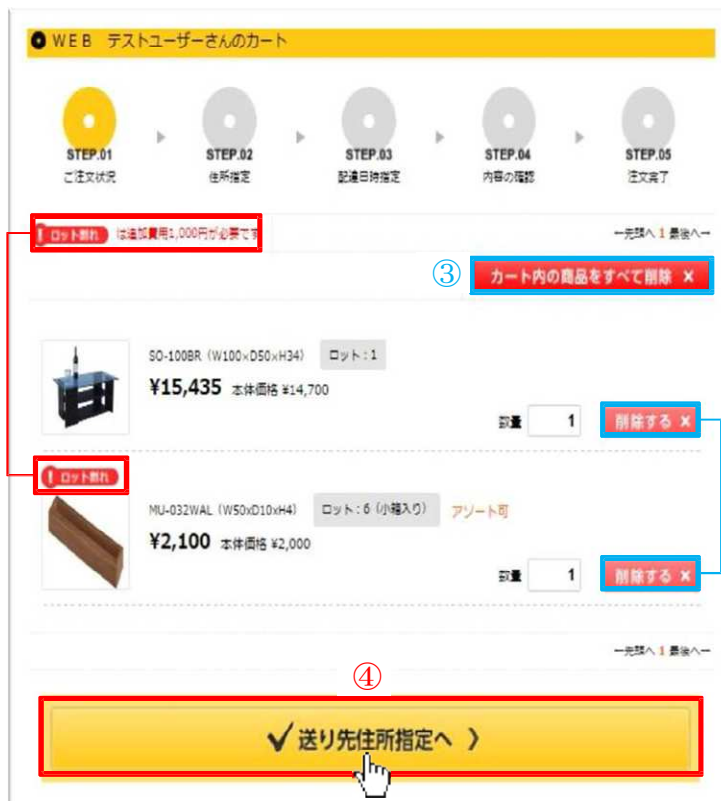 WEB テストユーザーさんのカート
STEP.01 STEP.02 STEP.03 STEP.04 STEP.05
ご注文状況 住所指定 配達日時指定 内容の確認 注文完了
! ロット割れ は追加費用1,000円が必要です
←先頭へ 1 最後へ→
③ カート内の商品をすべて削除 ×
SO-100BR (W100×D50×H34) ロット:1
¥15,435 本体価格 ¥14,700
数量 1 削除する ×
! ロット割れ
MU-032WAL (W50xD10xH4) ロット:6 (小箱入り) アソート可
¥2,100 本体価格 ¥2,000
数量 1 削除する ×
←先頭へ 1 最後へ→
④
送り先住所指定へ 〉